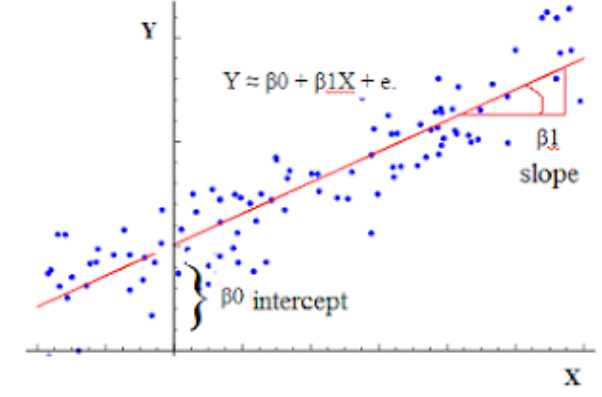 Y
Y ≈ β0 + β1X + e.
β1
slope
β0 intercept
X